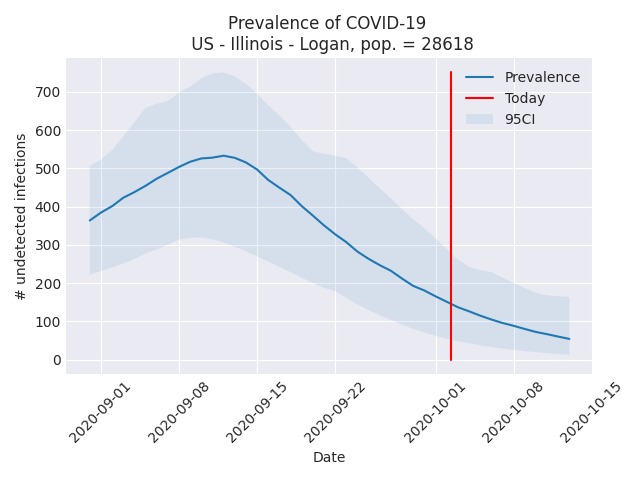 Prevalence of COVID-19
US - Illinois - Logan, pop. = 28618
Prevalence
Today
95CI
700
600
500
400
300
200
100
0
# undetected infections
2020-09-01
2020-09-08
2020-09-15
2020-09-22
2020-10-01
2020-10-08
2020-10-15
Date